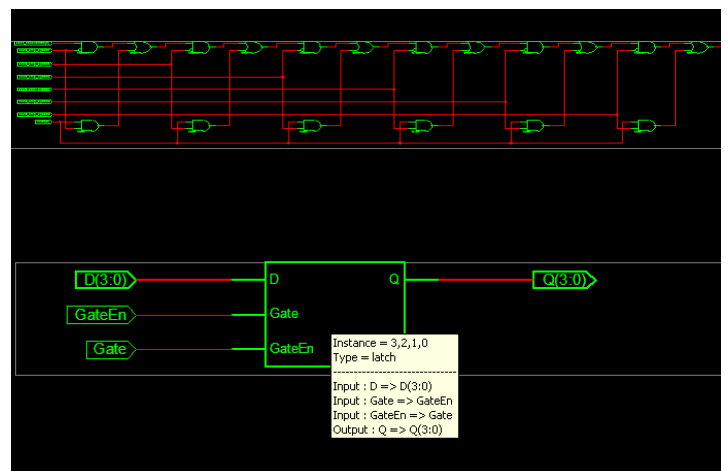 D(3:0)
D
Q
Q(3:0)
GateEn
Gate
Gate
GateEn
Instance = 3,2,1,0
Type = latch
----------------------------------
Input : D => D(3:0)
Input : Gate => GateEn
Input : GateEn => Gate
Output : Q => Q(3:0)